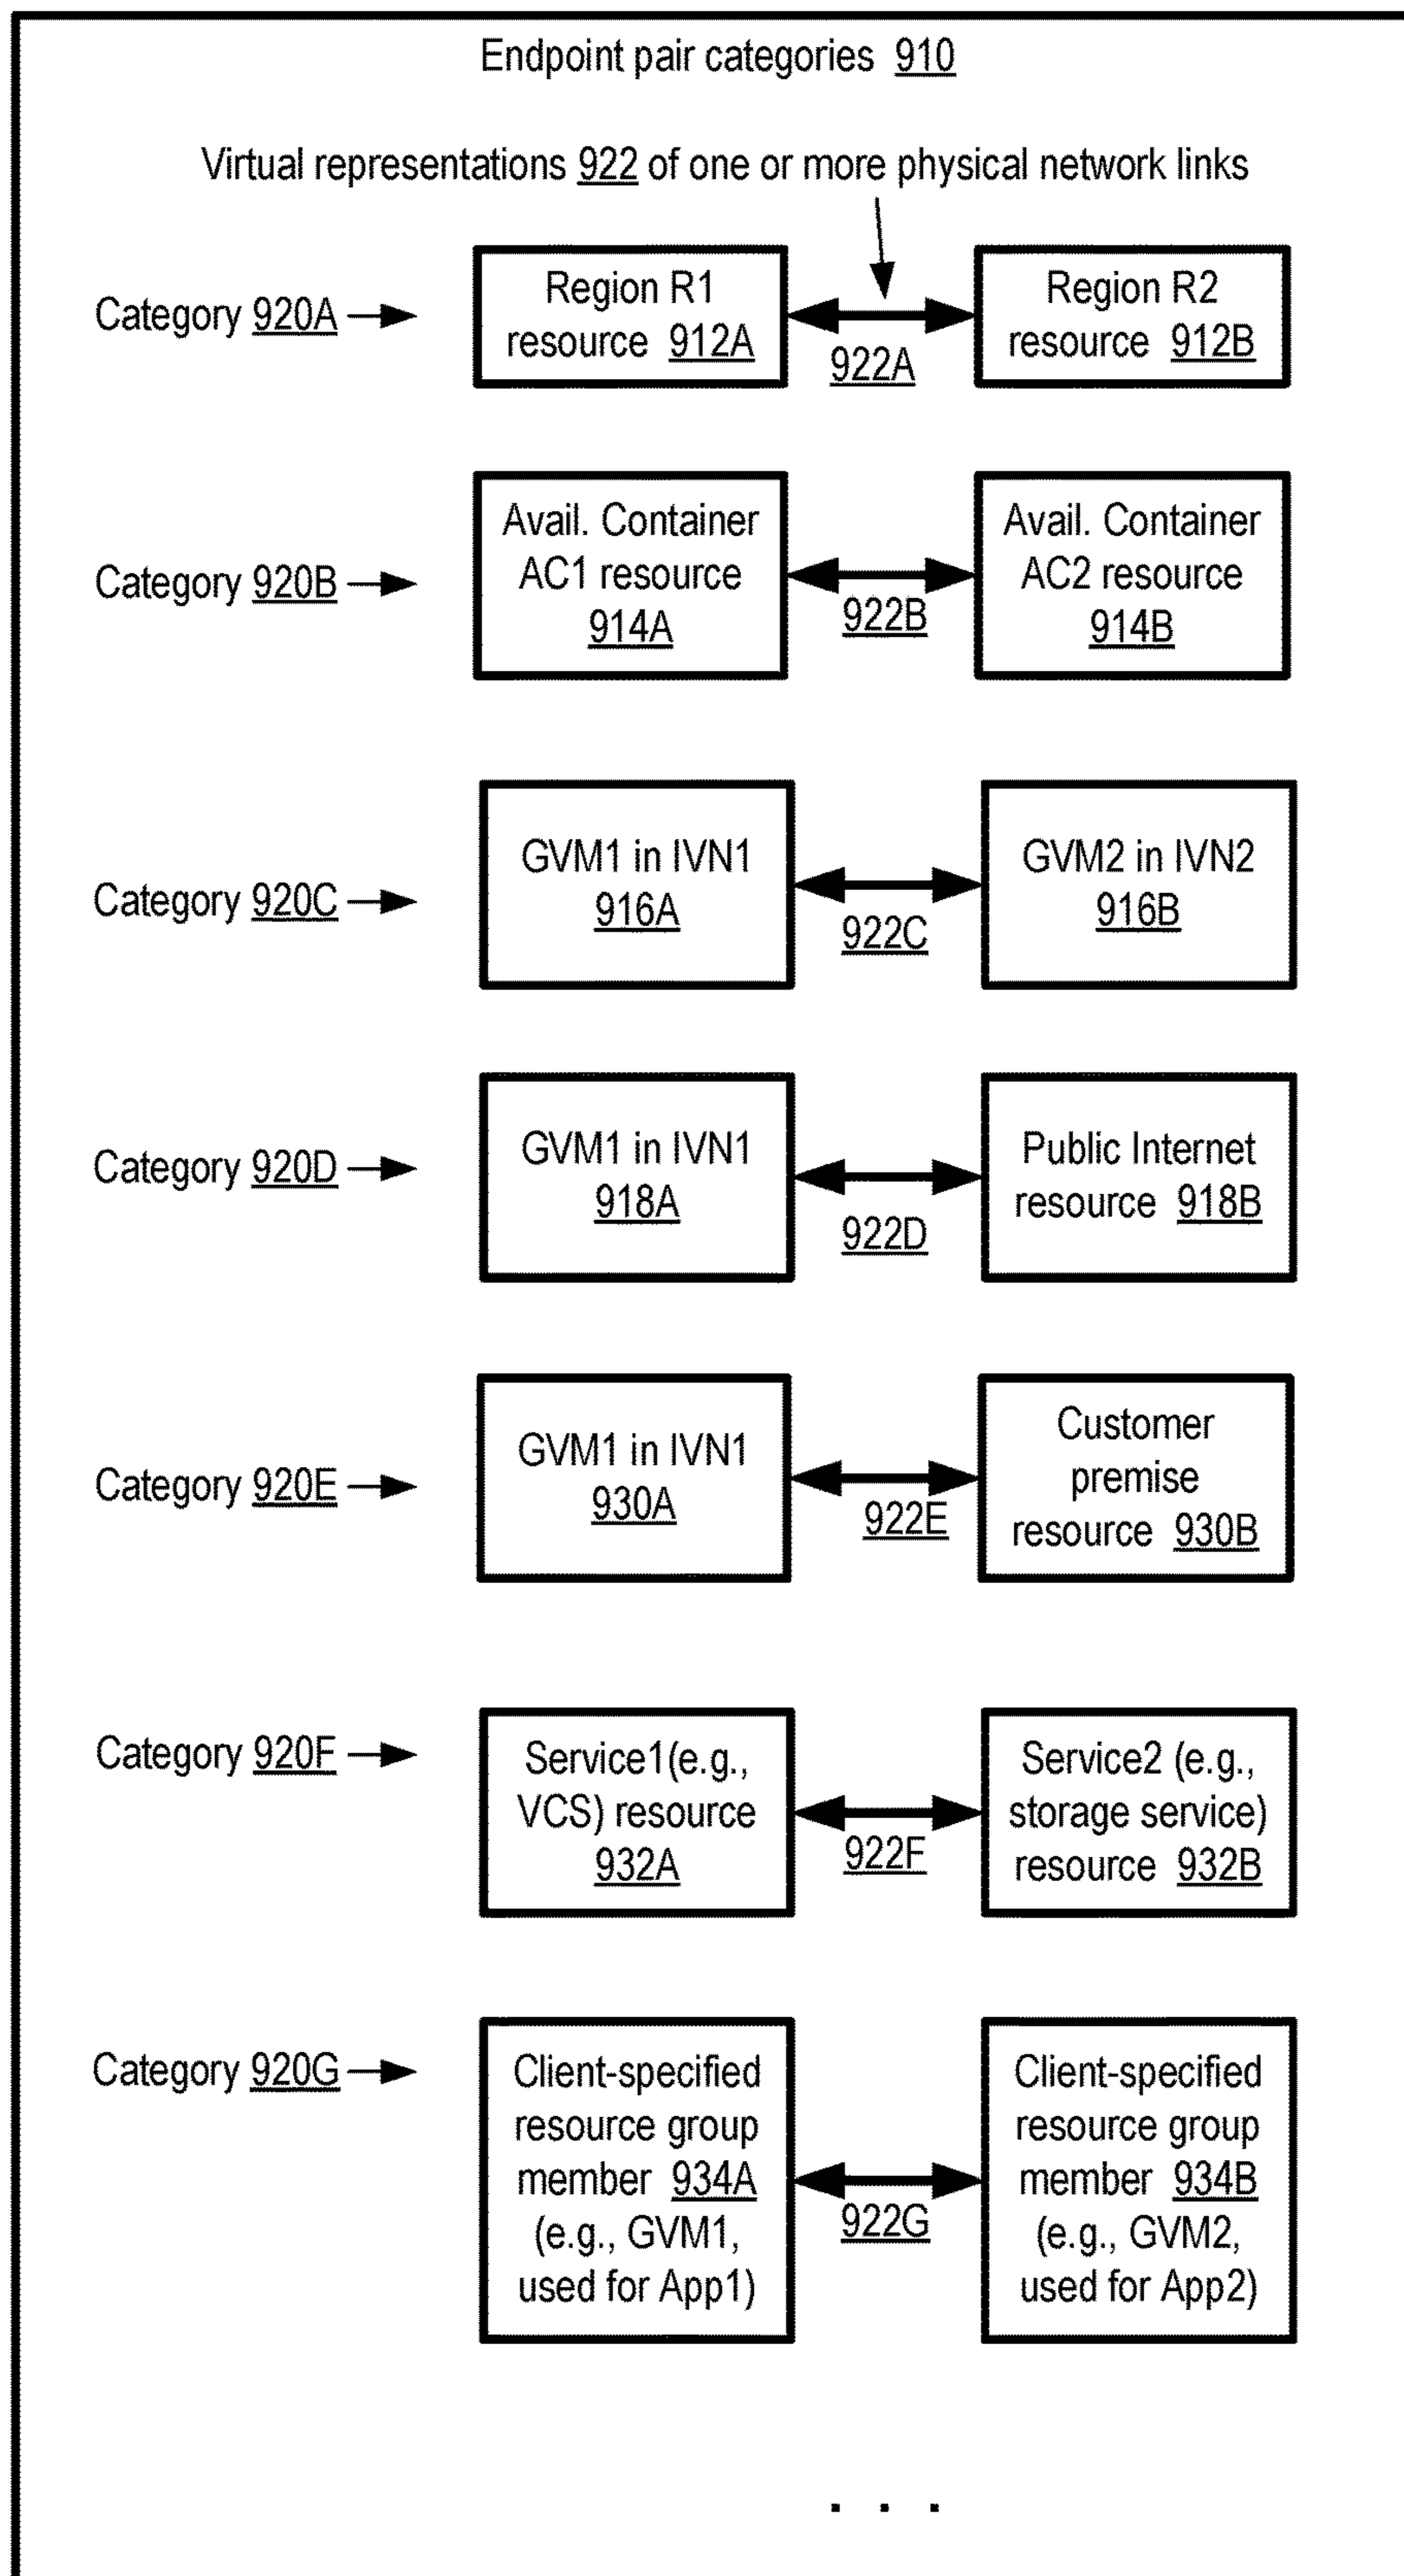 Endpoint pair categories 910
Virtual representations 922 of one or more physical network links
Category 920A
Region R1
resource 912A
922A
Region R2
resource 912B
Category 920B
Avail. Container
AC1 resource
914A
922B
Avail. Container
AC2 resource
914B
Category 920C
GVM1 in IVN1
916A
922C
GVM2 in IVN2
916B
Category 920D
GVM1 in IVN1
918A
922D
Public Internet
resource 918B
Category 920E
GVM1 in IVN1
930A
922E
Customer
premise
resource 930B
Category 920F
Service1(e.g.,
VCS) resource
932A
922F
Service2 (e.g.,
storage service)
resource 932B
Category 920G
Client-specified
resource group
member 934A
(e.g., GVM1,
used for App1)
922G
Client-specified
resource group
member 934B
(e.g., GVM2,
used for App2)
. . .